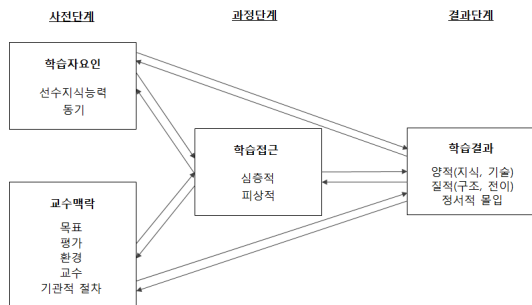 사전단계
과정단계
결과단계
학습자요인
선수지식능력
동기
학습접근
심층적
피상적
학습결과
양적(지식, 기술)
질적(구조, 전이)
정서적 몰입
교수맥락
목표
평가
환경
교수
기관적 절차